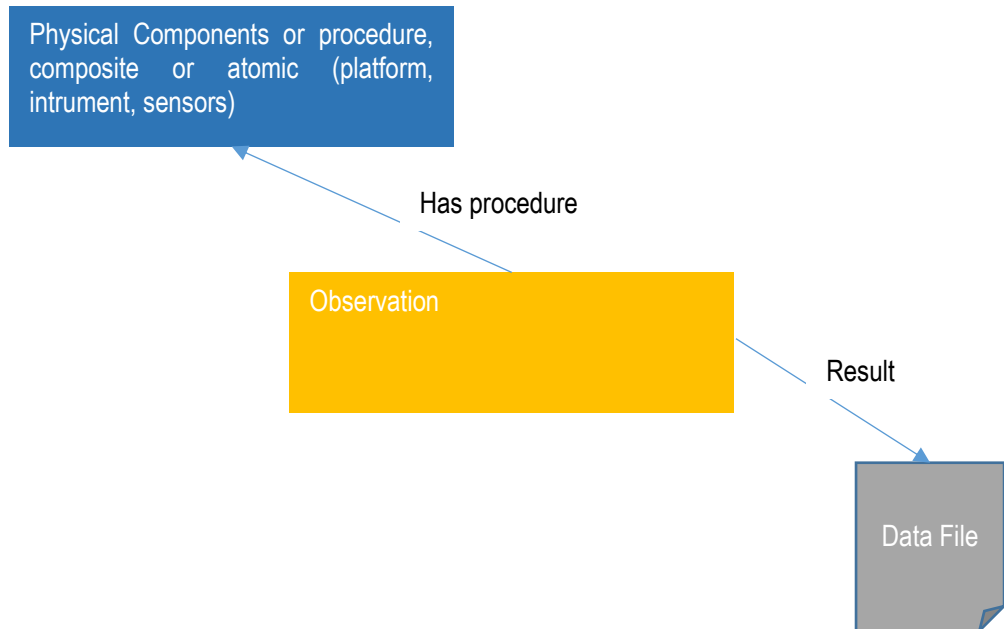 Physical Components or procedure,
composite or atomic (platform,
intrument, sensors)
Has procedure
Observation
Result
Data File